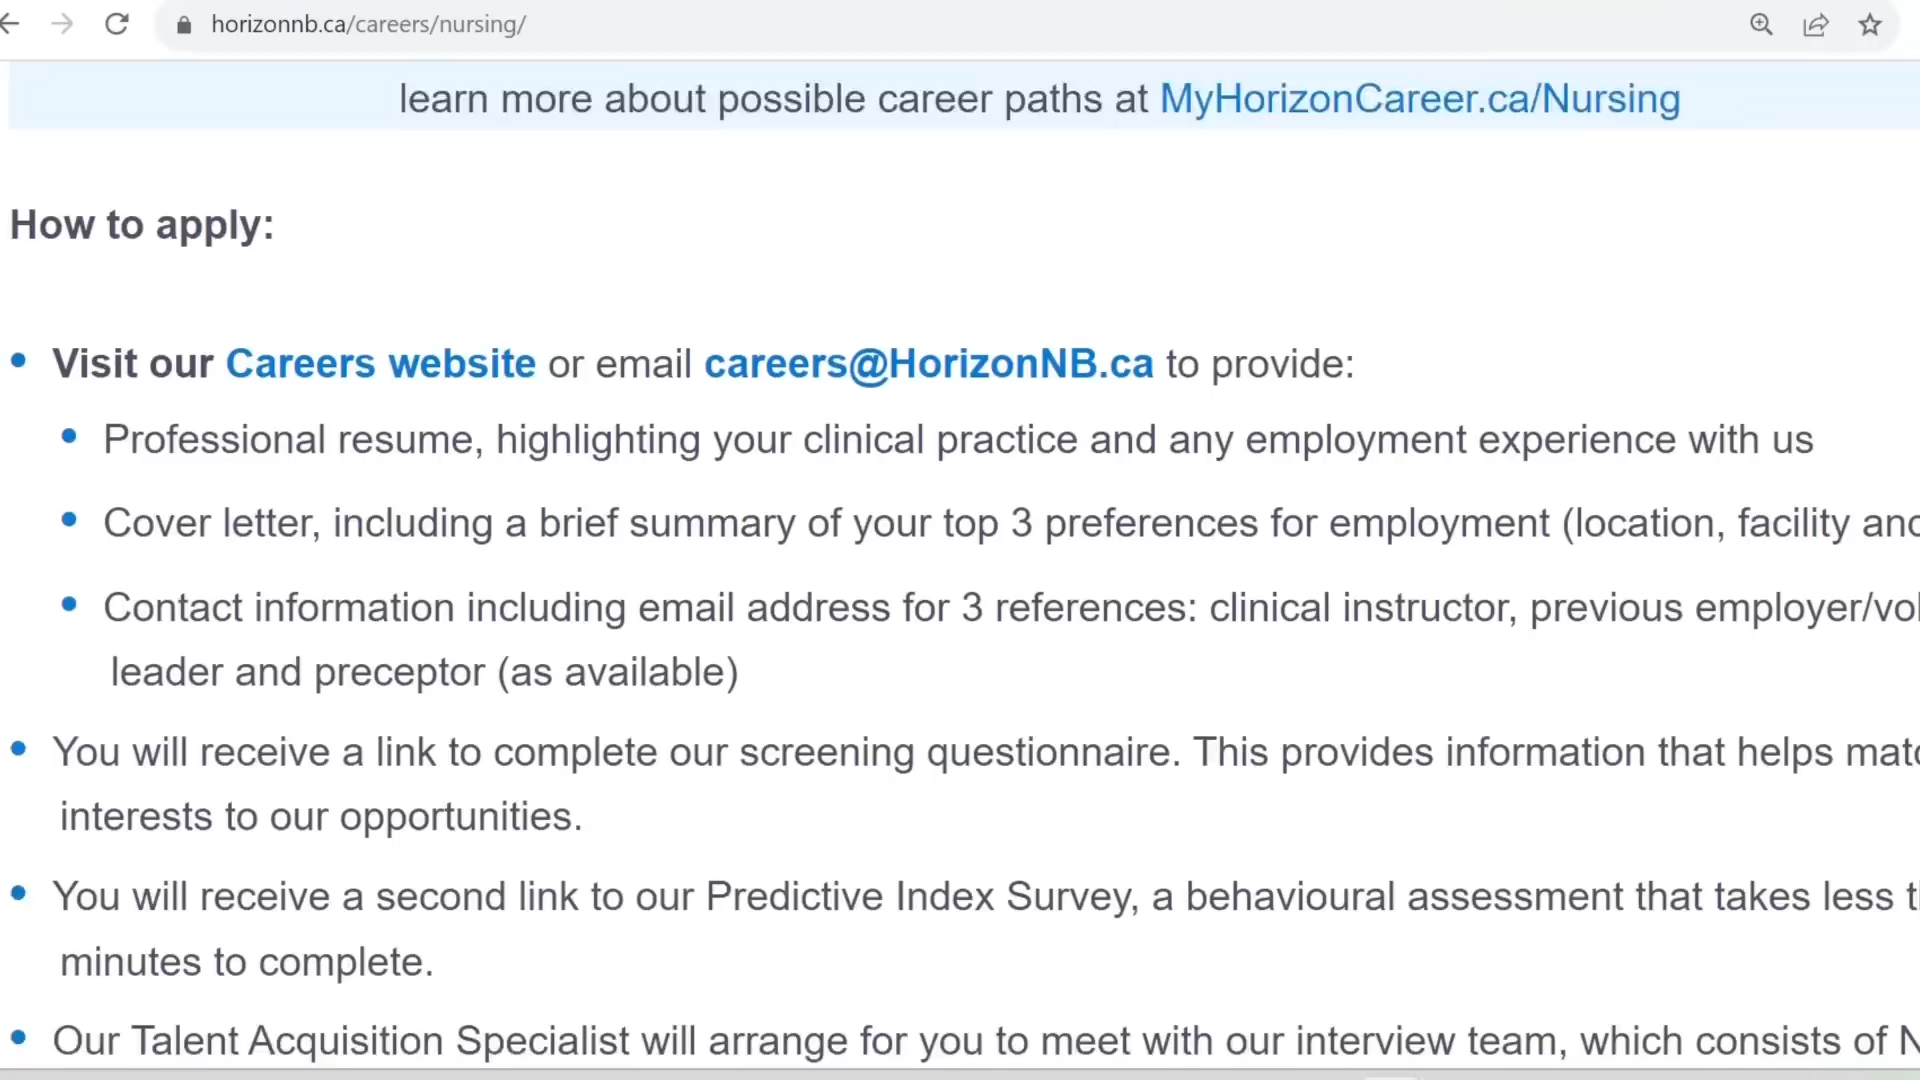 horizonnb.ca/careers/nursing/
learn more about possible career paths at MyHorizonCareer.ca/Nursing
How to apply:
Visit our Careers website or email careers@HorizonNB.ca to provide:
Professional resume, highlighting your clinical practice and any employment experience with us
Cover letter, including a brief summary of your top 3 preferences for employment (location, facility
Contact information including email address for 3 references: clinical instructor, previous
leader and preceptor (as available)
You will receive a link to complete our screening questionnaire. This provides information that helps
interests to our opportunities.
You will receive a second link to our Predictive Index Survey, a behavioural assessment that takes less
minutes to complete.
Our Talent Acquisition Specialist will arrange for you to meet with our interview team, which consists of